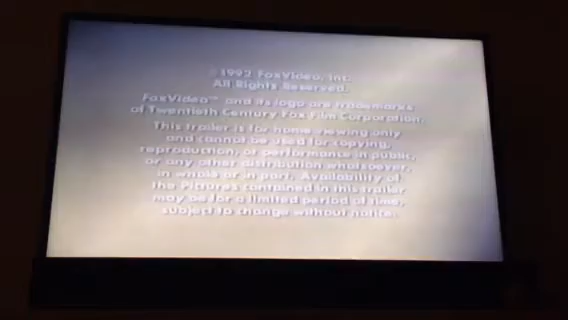 ©1992 FoxVideo, Inc.
All Rights Reserved.
FoxVideo™ and its logo are trademarks
of Twentieth Century Fox Film Corporation.
This trailer is for home viewing only
and cannot be used for copying,
reproduction, or performance in public,
or any other distribution whatsoever,
in whole or in part. Availability of
the Pictures contained in this trailer
may be for a limited period of time,
subject to change without notice.